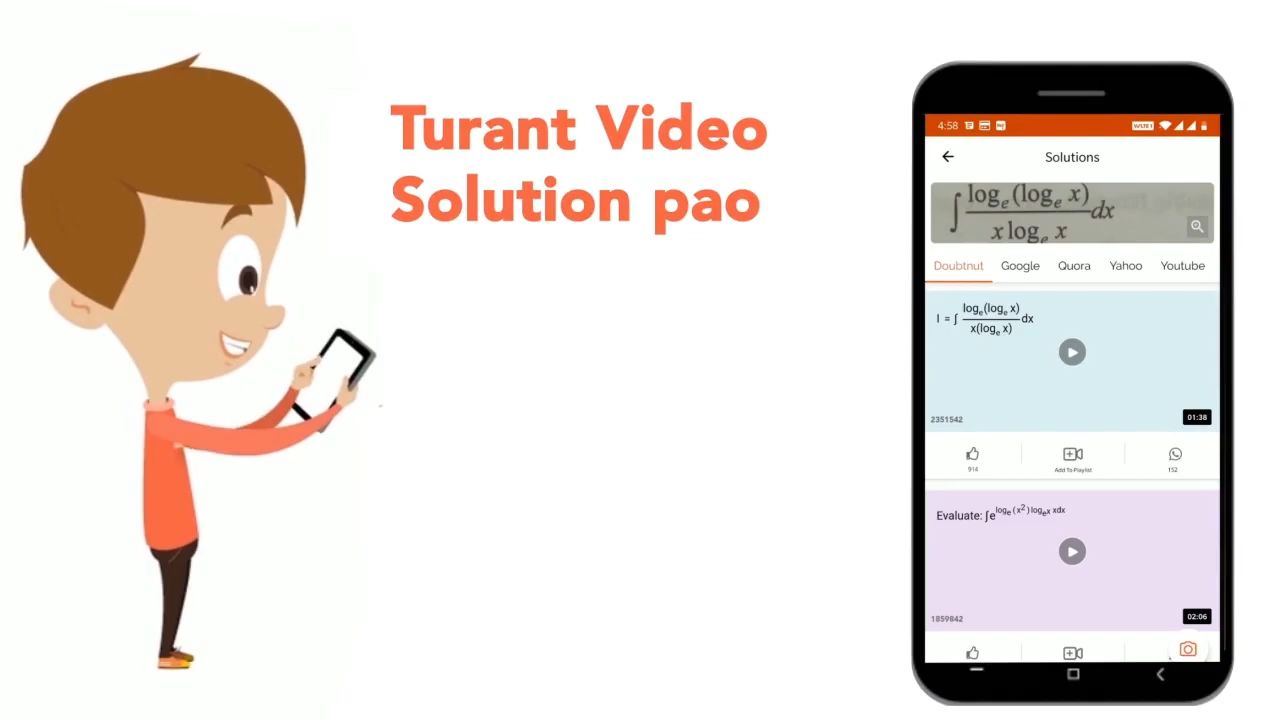 Turant Video
Solution pao
4:58
VoLTE1
Solutions
∫ logₑ(logₑ x) / x logₑ x dx
Doubtnut Google Quora Yahoo Youtube
I = ∫ logₑ(logₑ x) / x(logₑ x) dx
2351542 01:38
914 Add To Playlist 152
Evaluate: ∫e^logₑ(x²)logₑx xdx
1859842 02:06